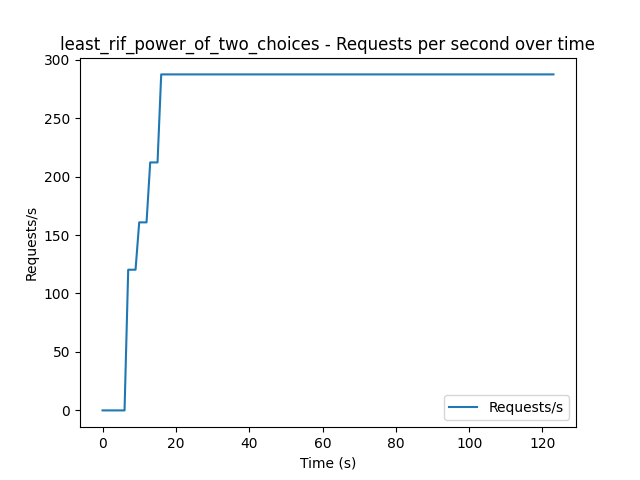 least_rif_power_of_two_choices - Requests per second over time
300
250
200
150
100
50
0
Requests/s
Requests/s
0 20 40 60 80 100 120
Time (s)